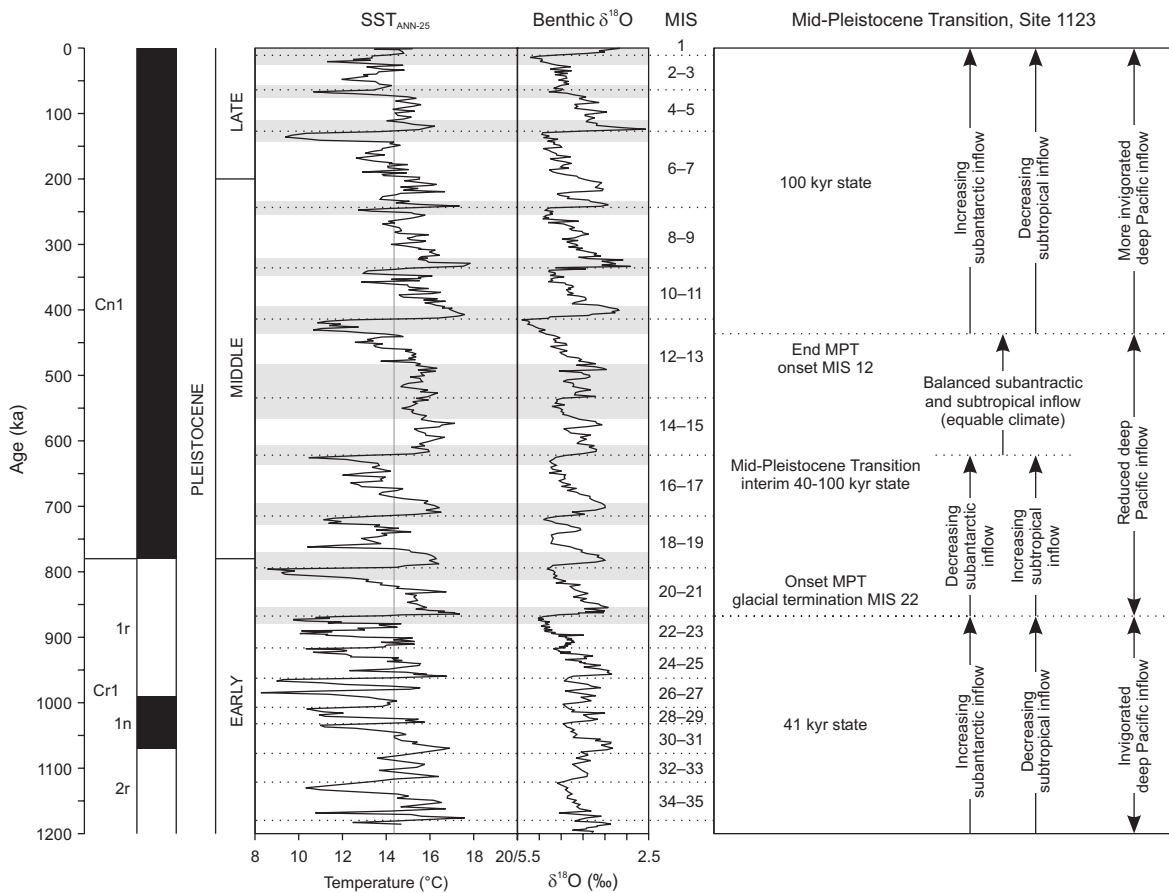 SST ANN-25
Benthic δ18O
MIS
Mid-Pleistocene Transition, Site 1123
Age (ka)
0
100
200
300
400
500
600
700
800
900
1000
1100
1200
Cn1
1r
Cr1
1n
2r
PLEISTOCENE
LATE
MIDDLE
EARLY
1
2–3
4–5
6–7
8–9
10–11
12–13
14–15
16–17
18–19
20–21
22–23
24–25
26–27
28–29
30–31
32–33
34–35
100 kyr state
Increasing
subantarctic inflow
Decreasing
subtropical inflow
More invigorated
deep Pacific inflow
End MPT
onset MIS 12
Balanced subantractic
and subtropical inflow
(equable climate)
Mid-Pleistocene Transition
interim 40-100 kyr state
Decreasing
subantarctic
inflow
Increasing
subtropical
inflow
Reduced deep
Pacific inflow
Onset MPT
glacial termination MIS 22
41 kyr state
Increasing
subantarctic inflow
Decreasing
subtropical inflow
Invigorated
deep Pacific inflow
8 10 12 14 16 18 20/5.5 2.5
Temperature (°C)
δ18O (‰)